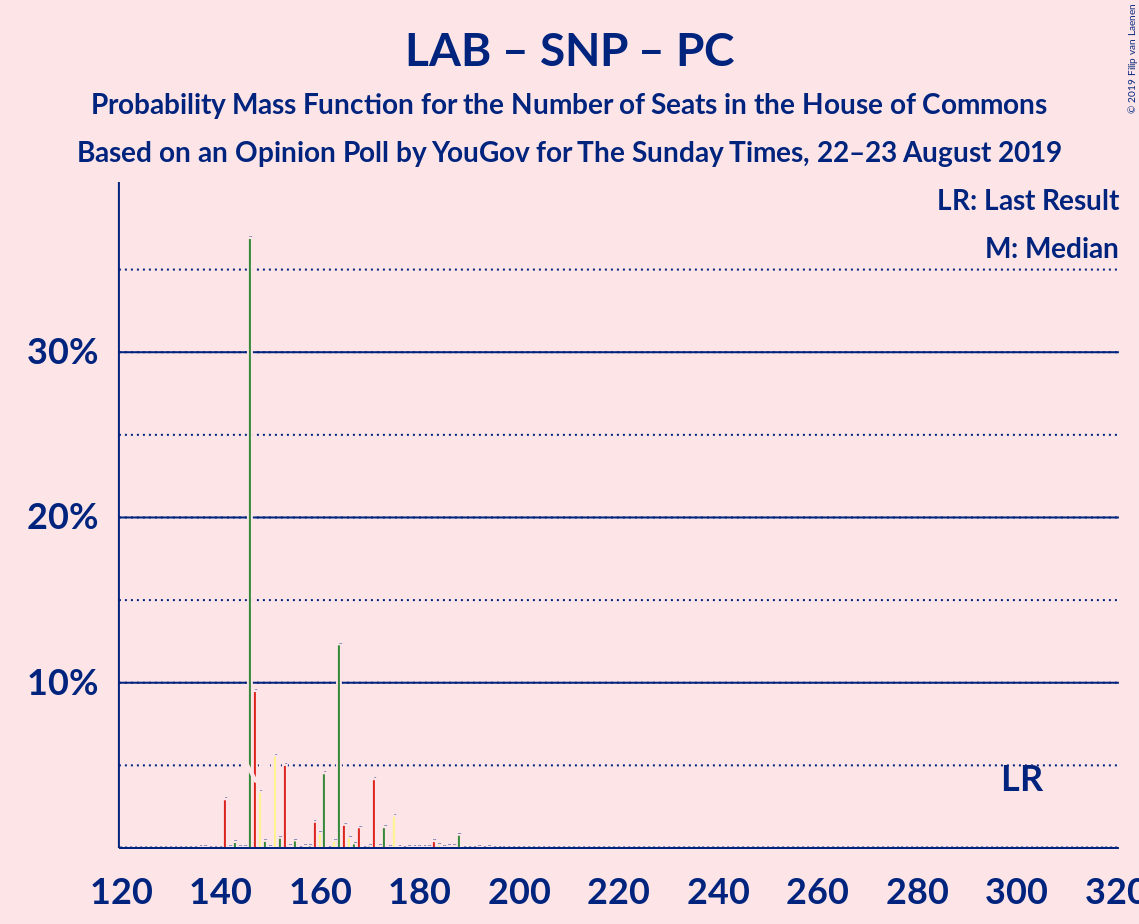 LAB – SNP – PC
Probability Mass Function for the Number of Seats in the House of Commons
Based on an Opinion Poll by YouGov for The Sunday Times, 22–23 August 2019
© 2019 Filip van Laenen
LR: Last Result
M: Median
30%
20%
10%
LR
120 140 160 180 200 220 240 260 280 300 320